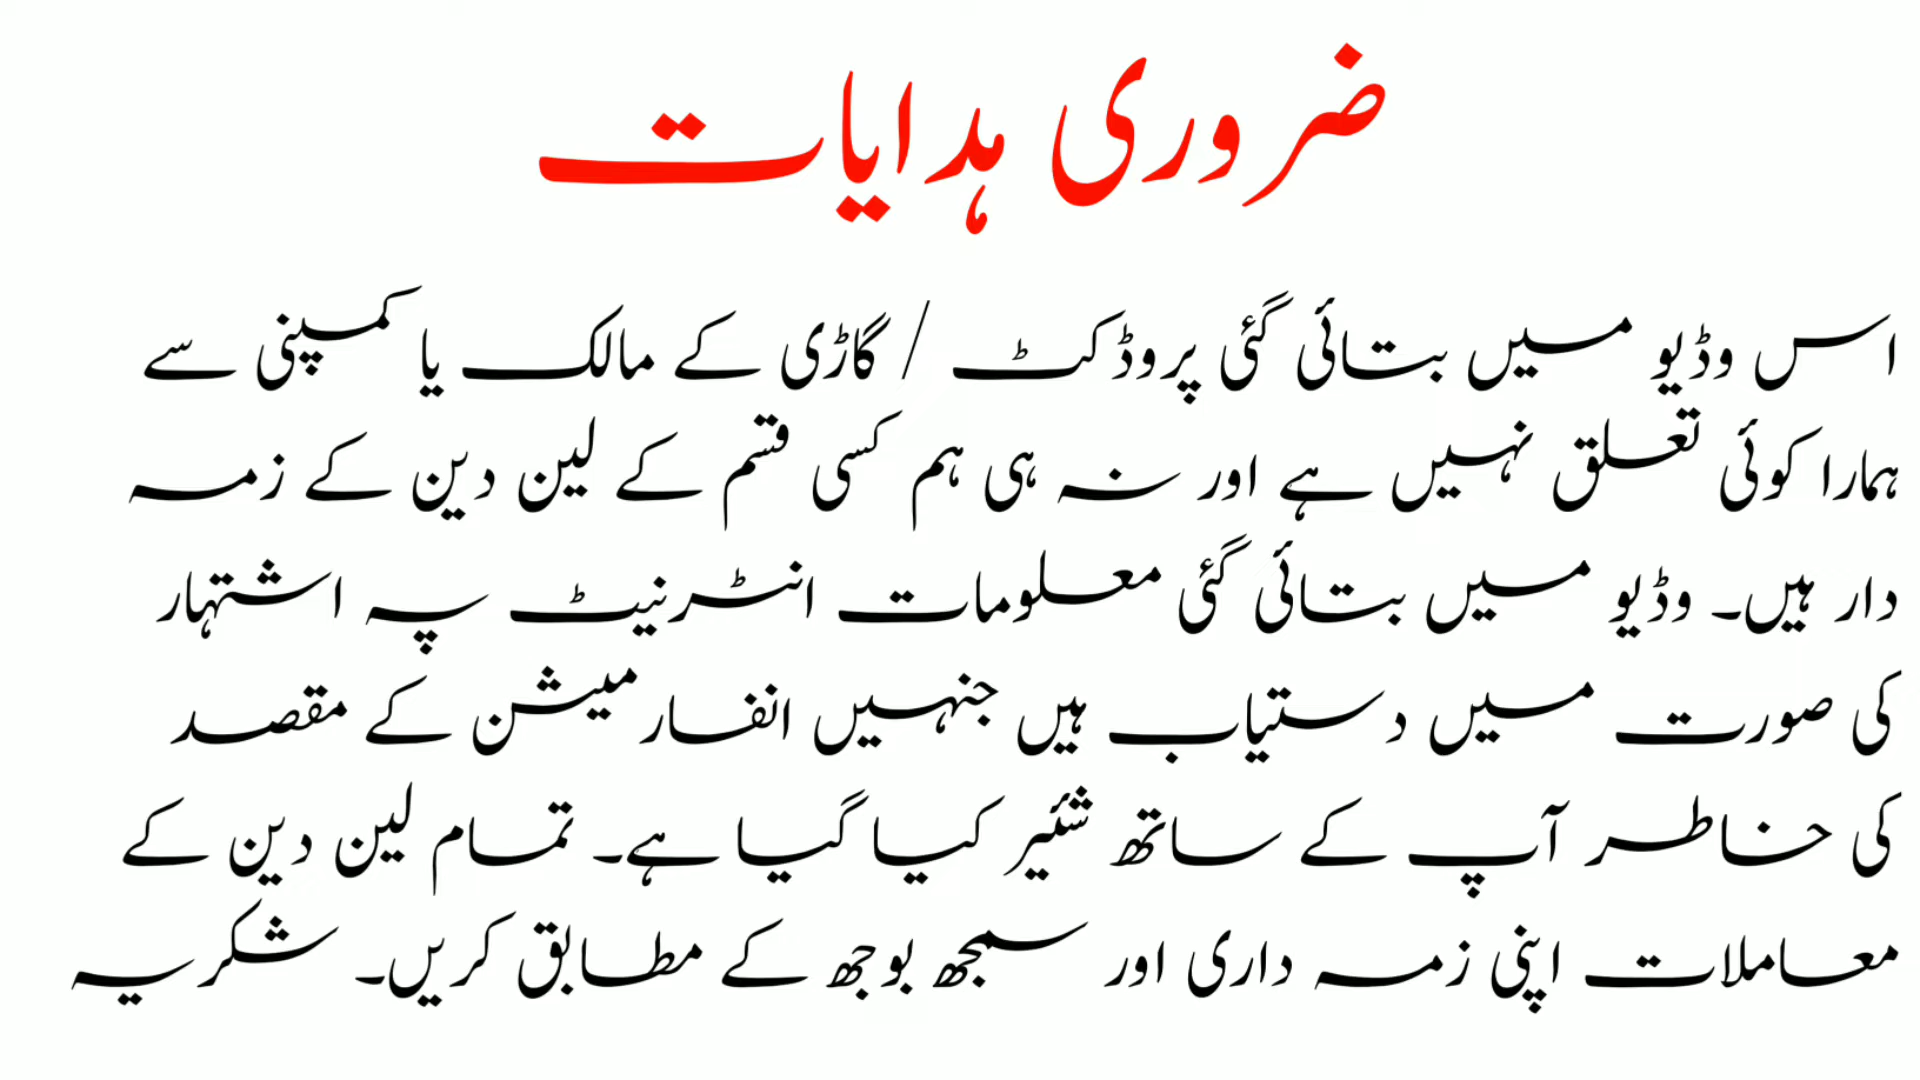 ضروری ہدایات
اس وڈیو میں بتائی گئی پروڈکٹ / گاڑی کے مالک یا کمپنی سے
ہمارا کوئی تعلق نہیں ہے اور نہ ہی ہم کسی قسم کے لین دین کے زمہ
دار ہیں۔ وڈیو میں بتائی گئی معلومات انٹرنیٹ پہ اشتہار
کی صورت میں دستیاب ہیں جنہیں انفارمیشن کے مقصد
کی خاطر آپ کے ساتھ شئیر کیا گیا ہے۔ تمام لین دین کے
معاملات اپنی زمہ داری اور سمجھ بوجھ کے مطابق کریں۔ شکریہ